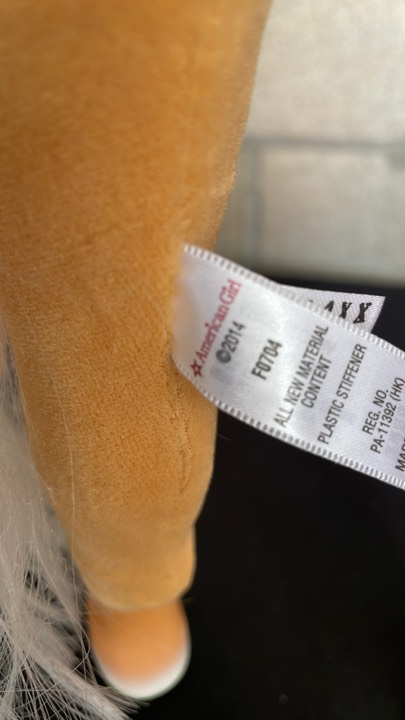 ★American Girl
©2014
F0704
ALL NEW MATERIAL
CONTENT
PLASTIC STIFFENER
REG. NO.
PA-11392 (HK)